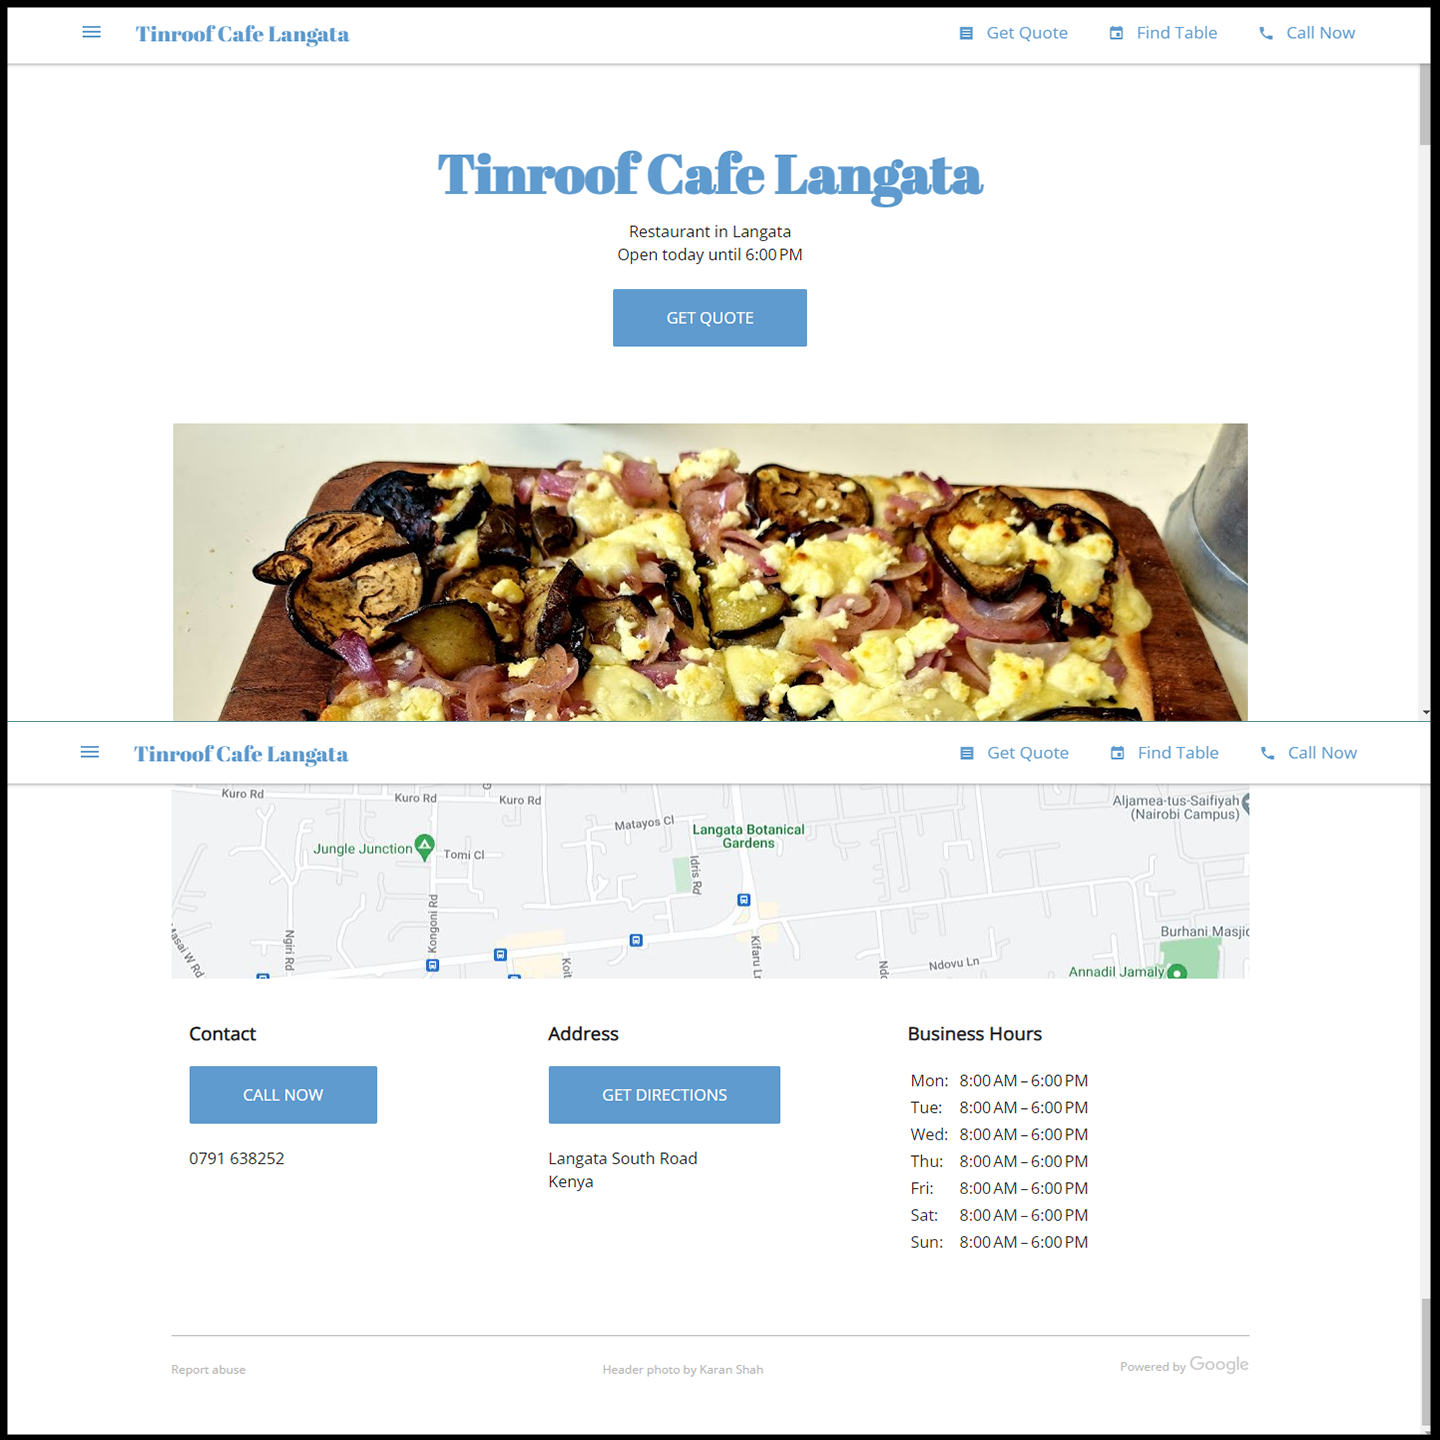 Tinroof Cafe Langata
Get Quote
Find Table
Call Now
Tinroof Cafe Langata
Restaurant in Langata
Open today until 6:00 PM
GET QUOTE
Tinroof Cafe Langata
Get Quote
Find Table
Call Now
Kuro Rd
Kuro Rd
Kuro Rd
Matayos Cl
Langata Botanical
Gardens
Aljamea-tus-Saifiyah
(Nairobi Campus)
Jungle Junction
Tomi Cl
Idris Rd
Kongoni Rd
Masai W Rd
Ngiri Rd
Koit
Kifaru Ln
Ndo
Ndovu Ln
Burhani Masjid
Annadil Jamaly
Contact
CALL NOW
0791 638252
Address
GET DIRECTIONS
Langata South Road
Kenya
Business Hours
Mon: 8:00 AM – 6:00 PM
Tue: 8:00 AM – 6:00 PM
Wed: 8:00 AM – 6:00 PM
Thu: 8:00 AM – 6:00 PM
Fri: 8:00 AM – 6:00 PM
Sat: 8:00 AM – 6:00 PM
Sun: 8:00 AM – 6:00 PM
Report abuse
Header photo by Karan Shah
Powered by Google